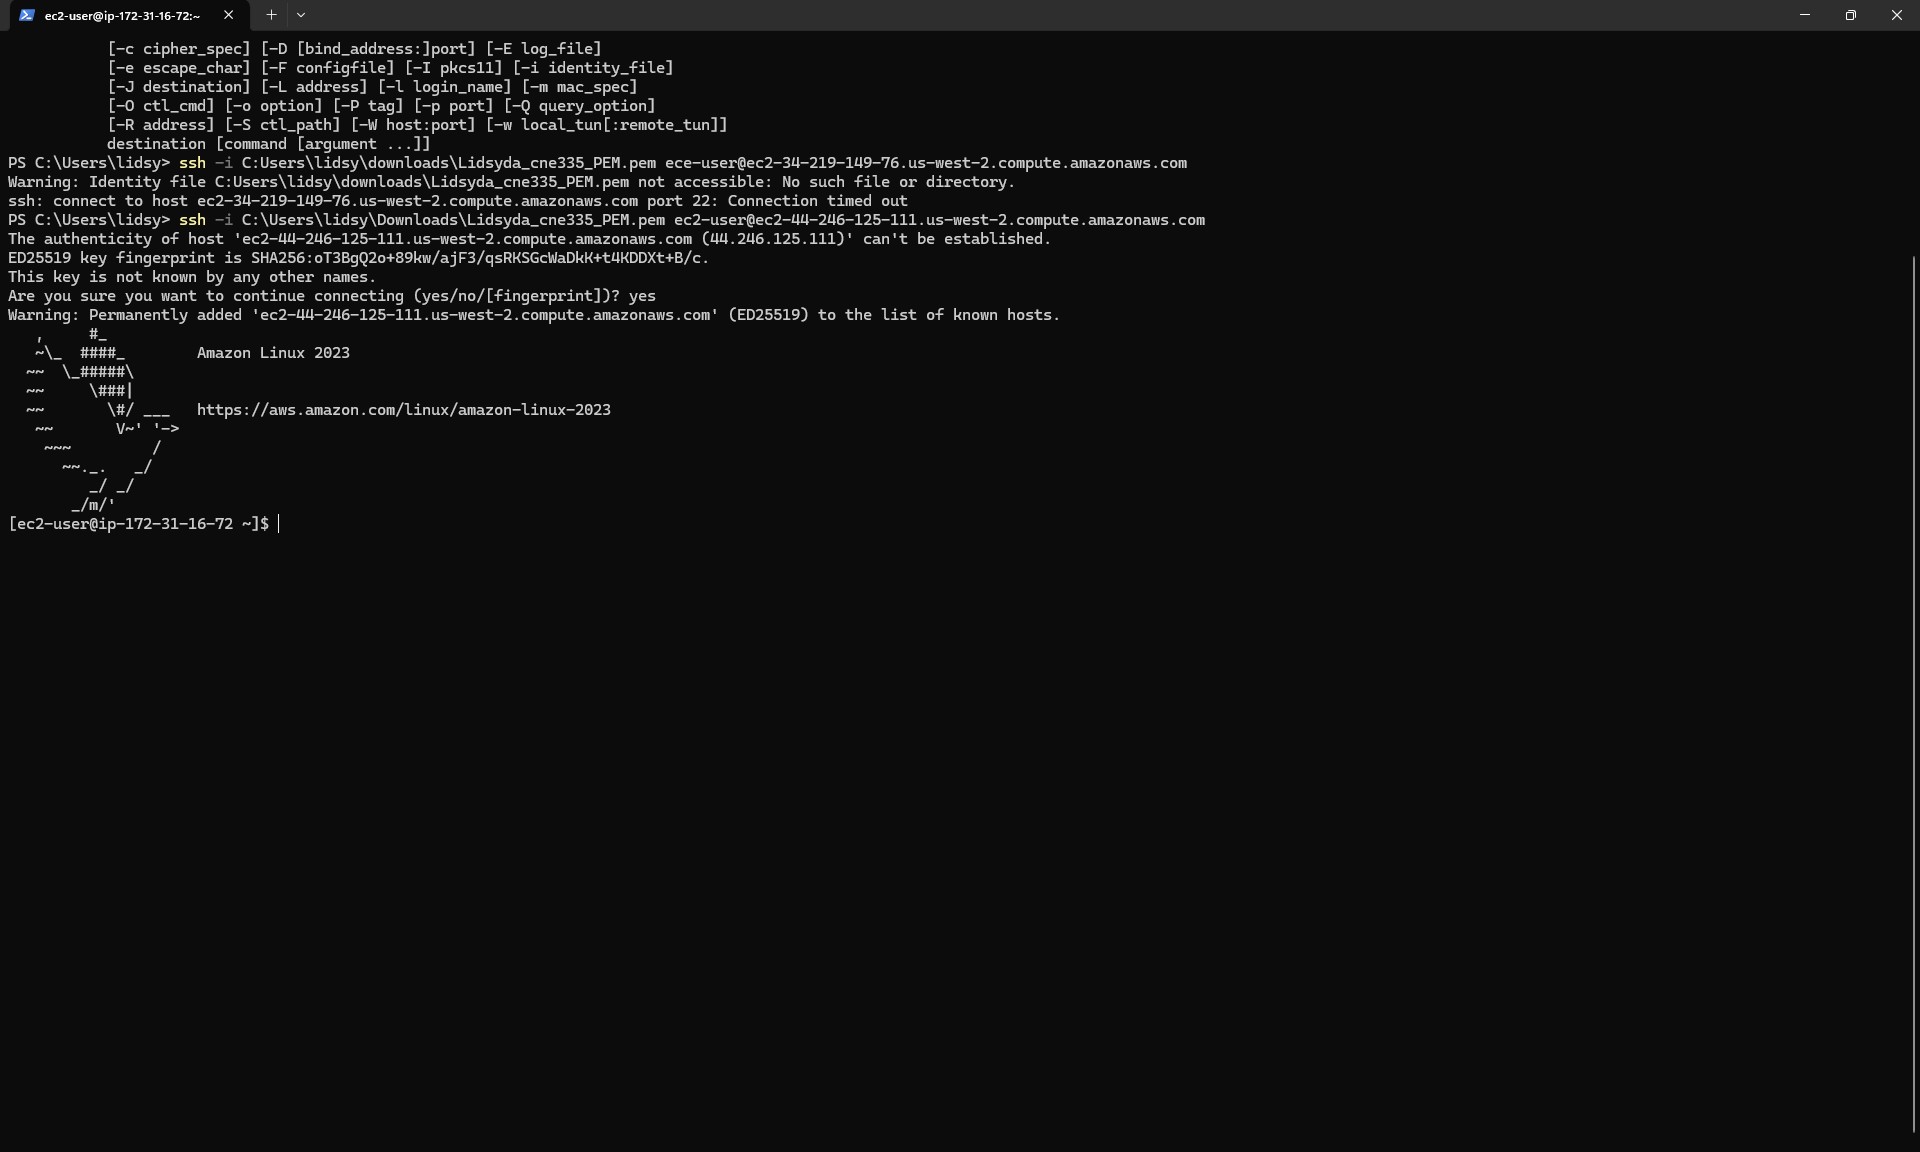 ec2-user@ip-172-31-16-72:~
[-c cipher_spec] [-D [bind_address:]port] [-E log_file]
[-e escape_char] [-F configfile] [-I pkcs11] [-i identity_file]
[-J destination] [-L address] [-l login_name] [-m mac_spec]
[-O ctl_cmd] [-o option] [-P tag] [-p port] [-Q query_option]
[-R address] [-S ctl_path] [-W host:port] [-w local_tun[:remote_tun]]
destination [command [argument ...]]
PS C:\Users\lidsy> ssh -i C:Users\lidsy\downloads\Lidsyda_cne335_PEM.pem ece-user@ec2-34-219-149-76.us-west-2.compute.amazonaws.com
Warning: Identity file C:Users\lidsy\downloads\Lidsyda_cne335_PEM.pem not accessible: No such file or directory.
ssh: connect to host ec2-34-219-149-76.us-west-2.compute.amazonaws.com port 22: Connection timed out
PS C:\Users\lidsy> ssh -i C:\Users\lidsy\Downloads\Lidsyda_cne335_PEM.pem ec2-user@ec2-44-246-125-111.us-west-2.compute.amazonaws.com
The authenticity of host 'ec2-44-246-125-111.us-west-2.compute.amazonaws.com (44.246.125.111)' can't be established.
ED25519 key fingerprint is SHA256:oT3BgQ2o+89kw/ajF3/qsRKSGcWaDkK+t4KDDXt+B/c.
This key is not known by any other names.
Are you sure you want to continue connecting (yes/no/[fingerprint])? yes
Warning: Permanently added 'ec2-44-246-125-111.us-west-2.compute.amazonaws.com' (ED25519) to the list of known hosts.
   ,     #_
   ~\_  ####_        Amazon Linux 2023
  ~~  \_#####\
  ~~     \###|
  ~~       \#/ ___   https://aws.amazon.com/linux/amazon-linux-2023
   ~~       V~' '->
    ~~~         /
      ~~._.   _/
         _/ _/
       _/m/'
[ec2-user@ip-172-31-16-72 ~]$